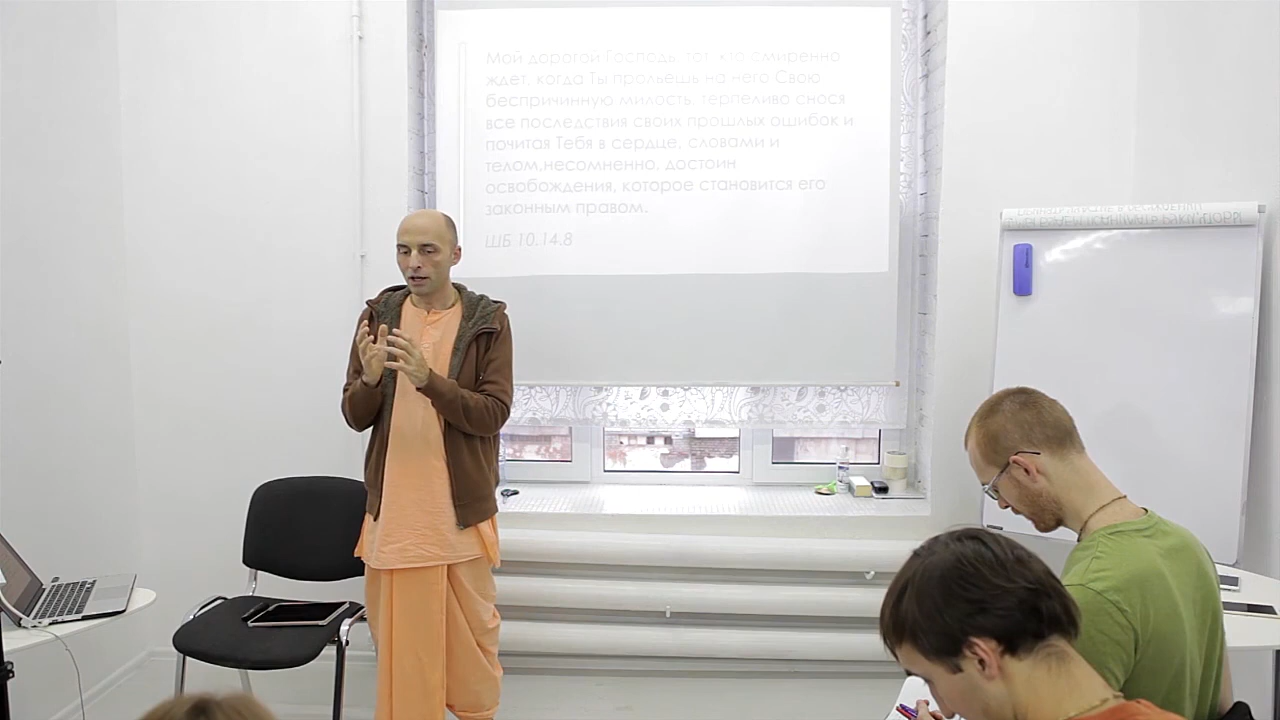 Мой дорогой Господь, тот, кто смиренно
ждет, когда Ты прольешь на него Свою
беспричинную милость, терпеливо снося
все последствия своих прошлых ошибок и
почитая Тебя в сердце, словами и
телом,несомненно, достоин
освобождения, которое становится его
законным правом.
ШБ 10.14.8